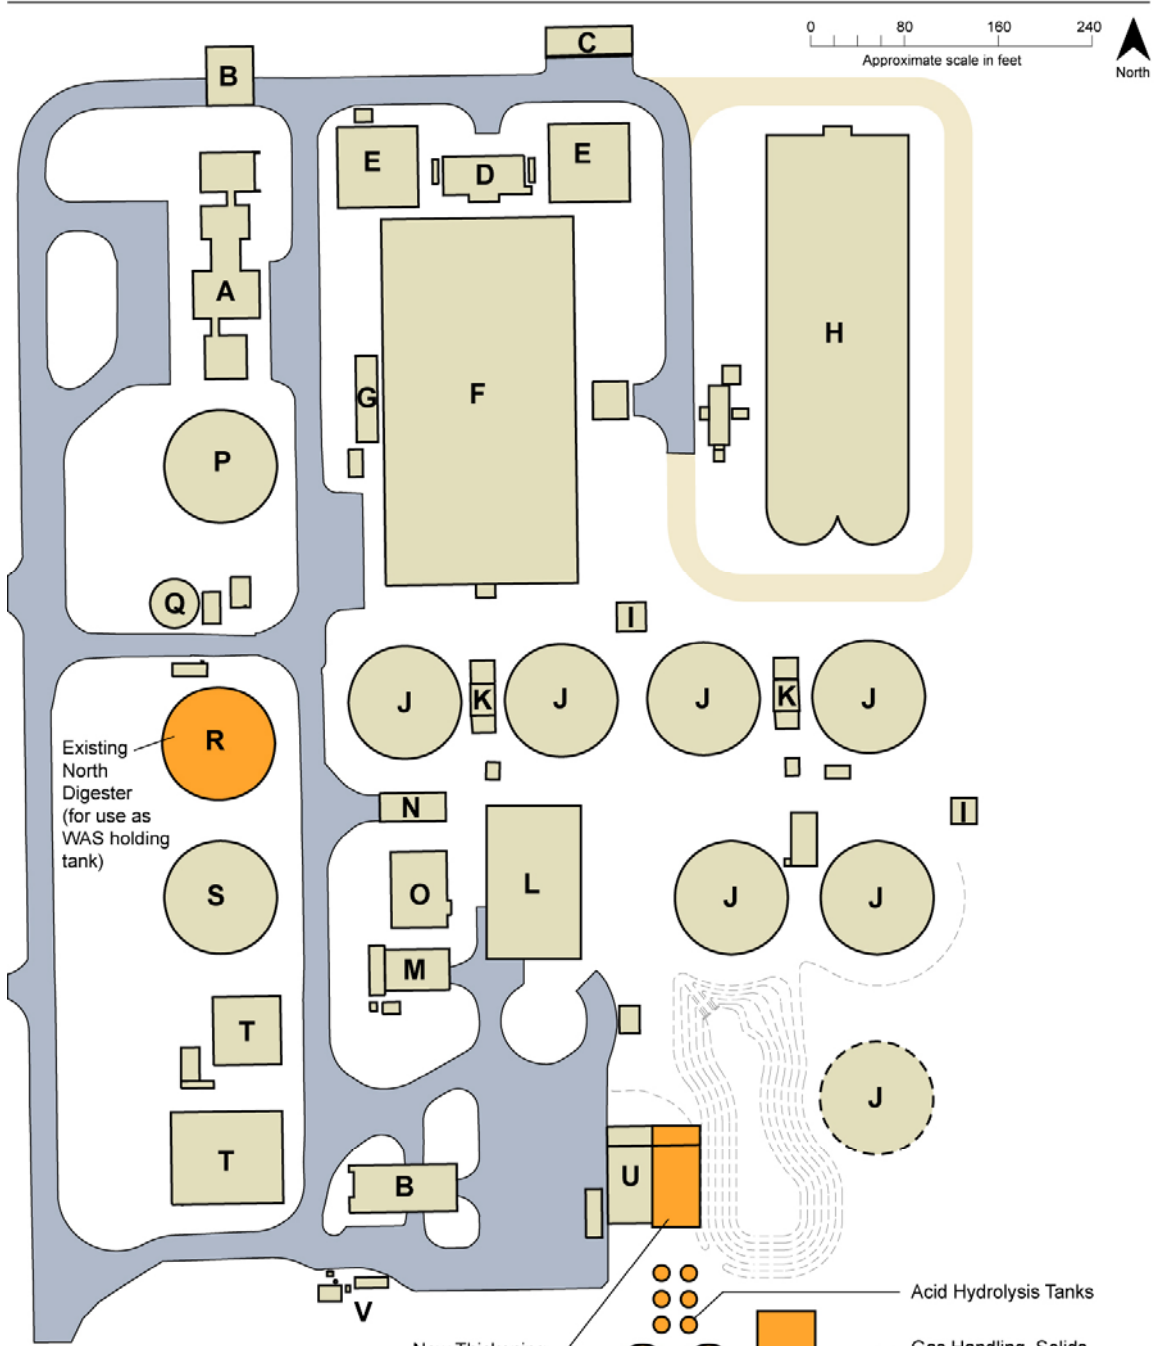 0 80 160 240
Approximate scale in feet
North
C
B
E
D
E
A
H
G
F
P
Q
I
J
K
J
J
K
J
R
Existing
North
Digester
(for use as
WAS holding
tank)
N
I
S
O
L
J
J
M
T
J
T
B
U
V
Acid Hydrolysis Tanks